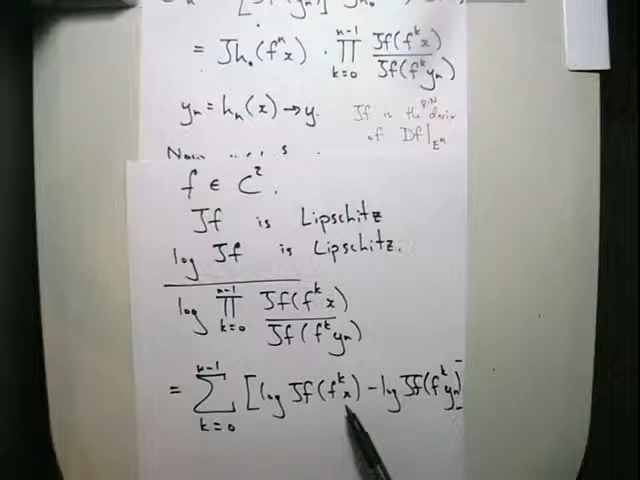 = Jh₀(fⁿx) · ∏_{k=0}^{n-1} Jf(fᵏx) / Jf(fᵏyₙ)
yₙ = hₙ(x) → y.
Jf is the R-N deriv
of Df|_{Eᵘ}
f ∈ C².
Jf is Lipschitz
log Jf is Lipschitz.
log ∏_{k=0}^{n-1} Jf(fᵏx) / Jf(fᵏyₙ)
= ∑_{k=0}^{n-1} [log Jf(fᵏx) - log Jf(fᵏyₙ)]